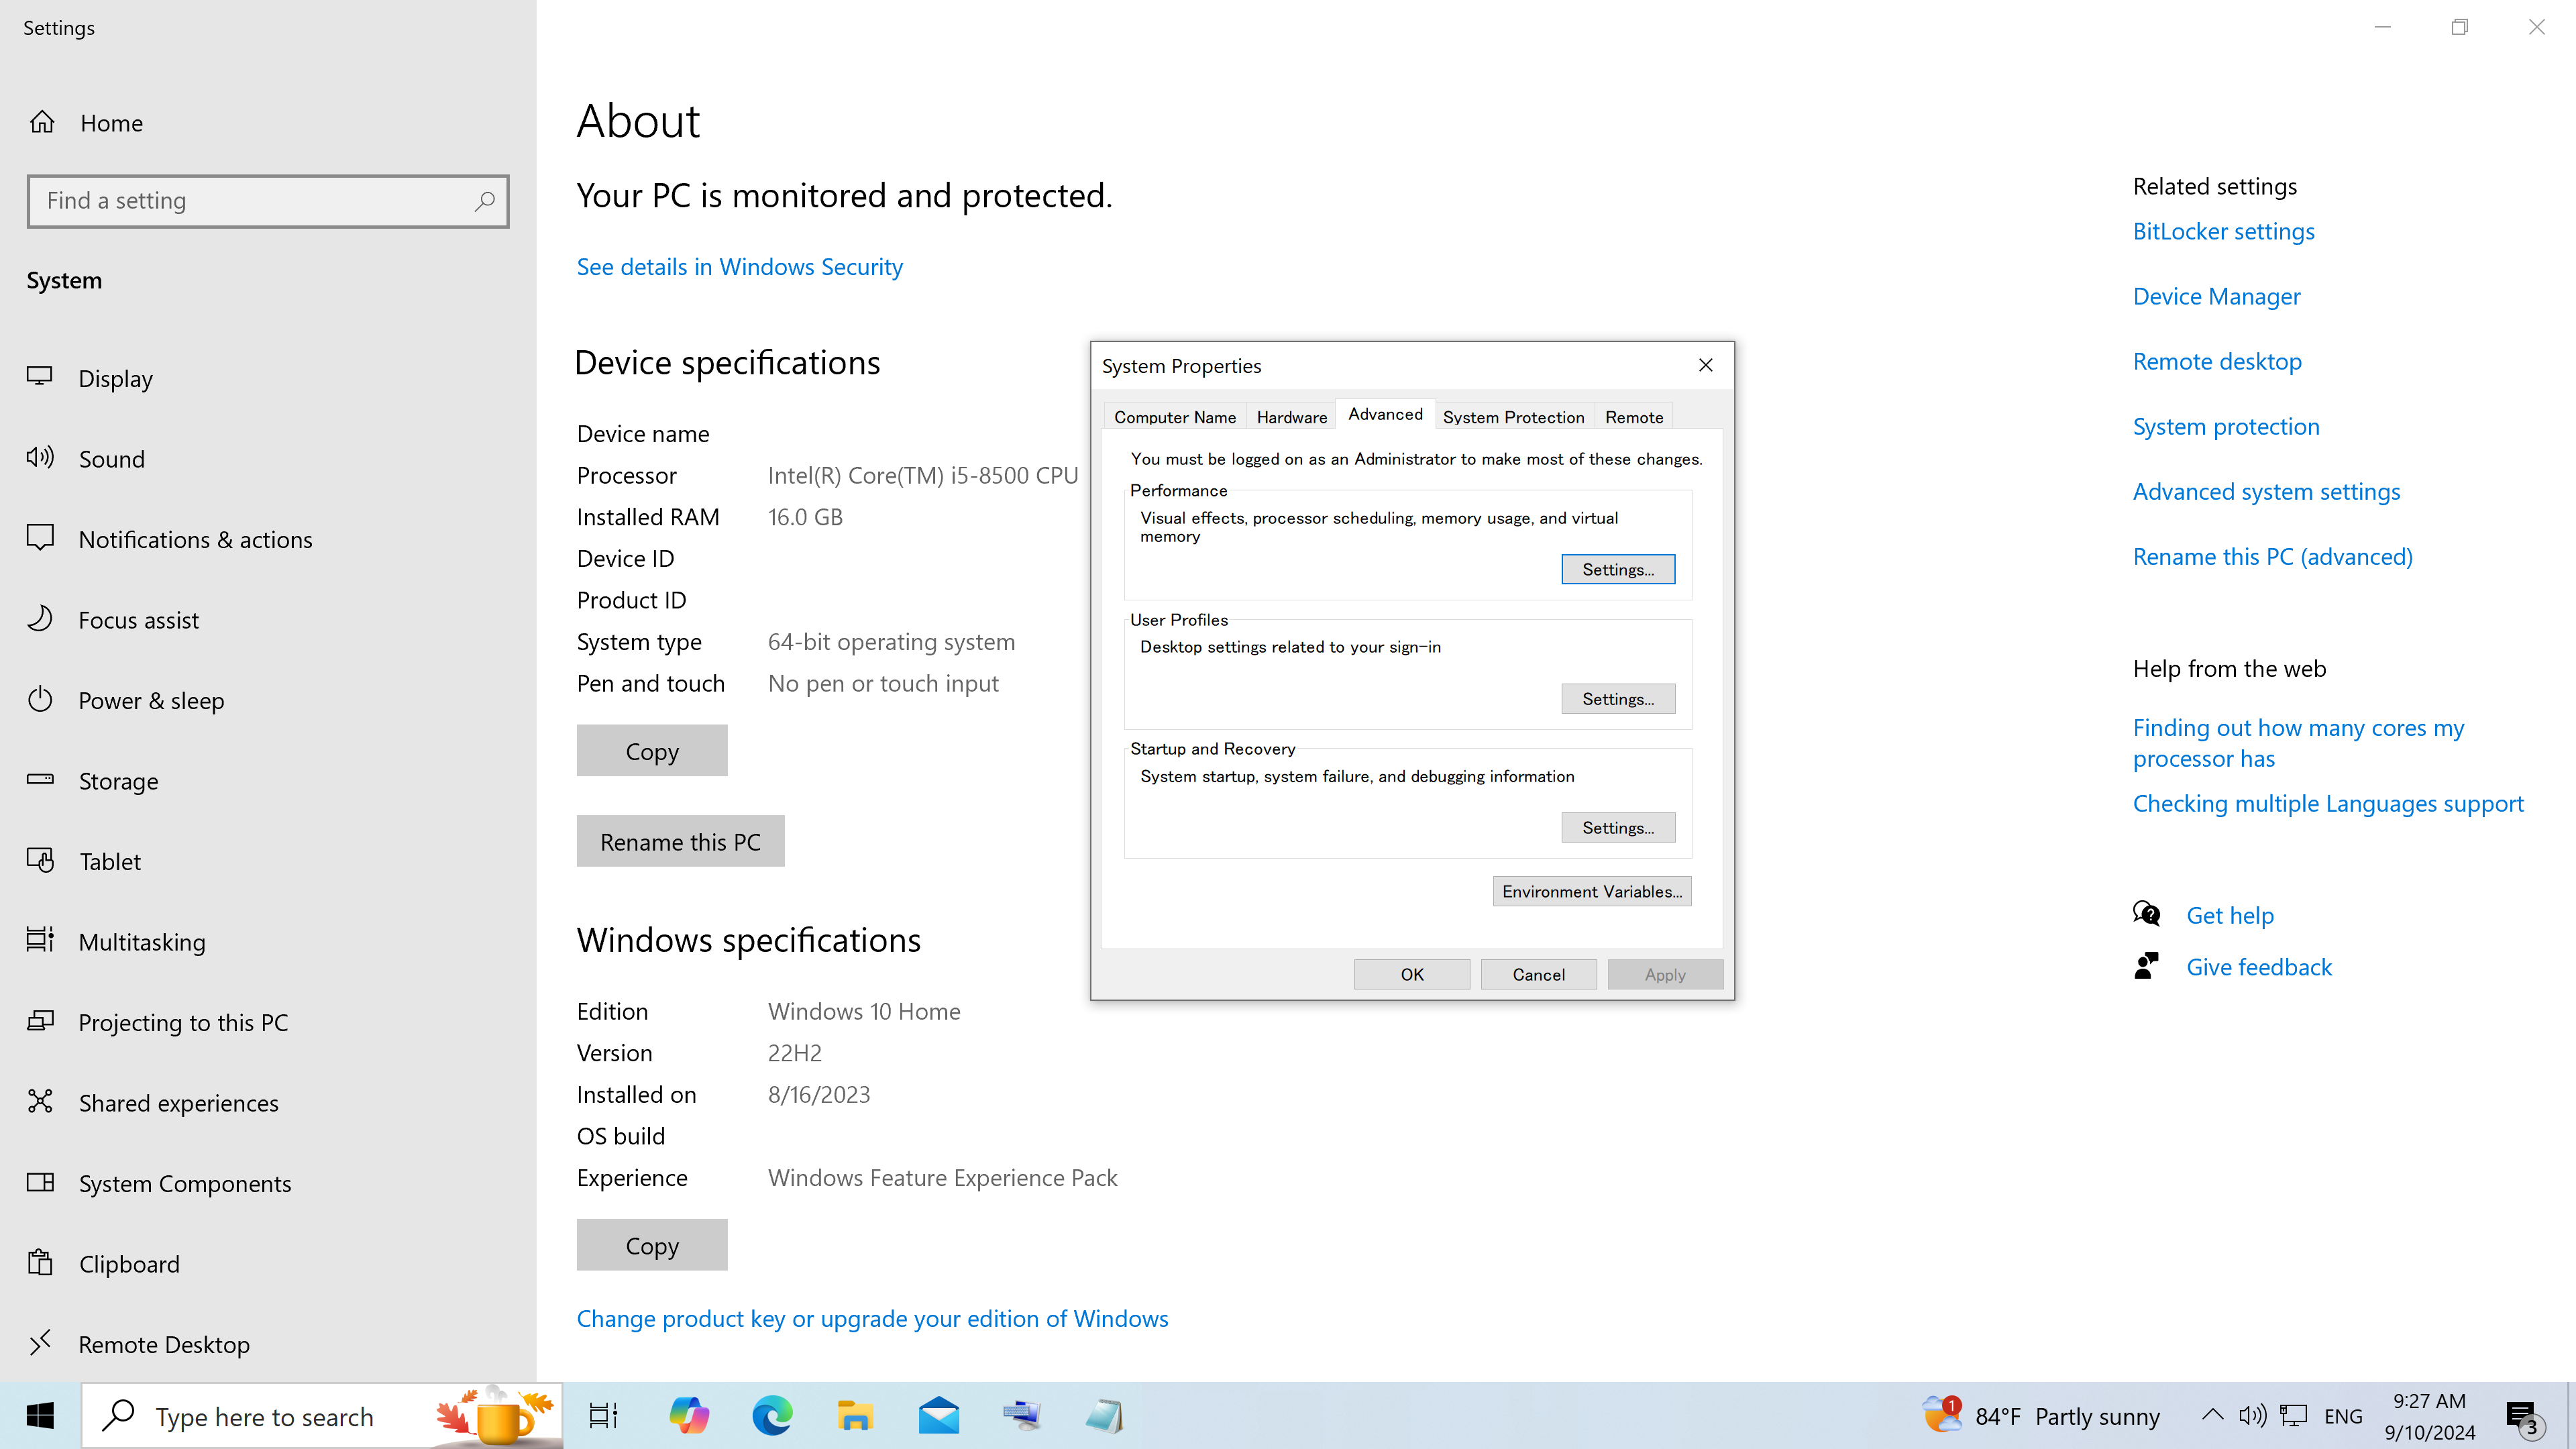 Settings
Home
Find a setting
System
Display
Sound
Notifications & actions
Focus assist
Power & sleep
Storage
Tablet
Multitasking
Projecting to this PC
Shared experiences
System Components
Clipboard
Remote Desktop
About
Your PC is monitored and protected.
See details in Windows Security
Device specifications
Device name
Processor Intel(R) Core(TM) i5-8500 CPU
Installed RAM 16.0 GB
Device ID
Product ID
System type 64-bit operating system
Pen and touch No pen or touch input
Copy
Rename this PC
Windows specifications
Edition Windows 10 Home
Version 22H2
Installed on 8/16/2023
OS build
Experience Windows Feature Experience Pack
Copy
Change product key or upgrade your edition of Windows
System Properties
Computer Name Hardware Advanced System Protection Remote
You must be logged on as an Administrator to make most of these changes.
Performance
Visual effects, processor scheduling, memory usage, and virtual
memory
Settings...
User Profiles
Desktop settings related to your sign-in
Settings...
Startup and Recovery
System startup, system failure, and debugging information
Settings...
Environment Variables...
OK Cancel Apply
Related settings
BitLocker settings
Device Manager
Remote desktop
System protection
Advanced system settings
Rename this PC (advanced)
Help from the web
Finding out how many cores my
processor has
Checking multiple Languages support
Get help
Give feedback
Type here to search
1
84°F Partly sunny
ENG
9:27 AM
9/10/2024
3